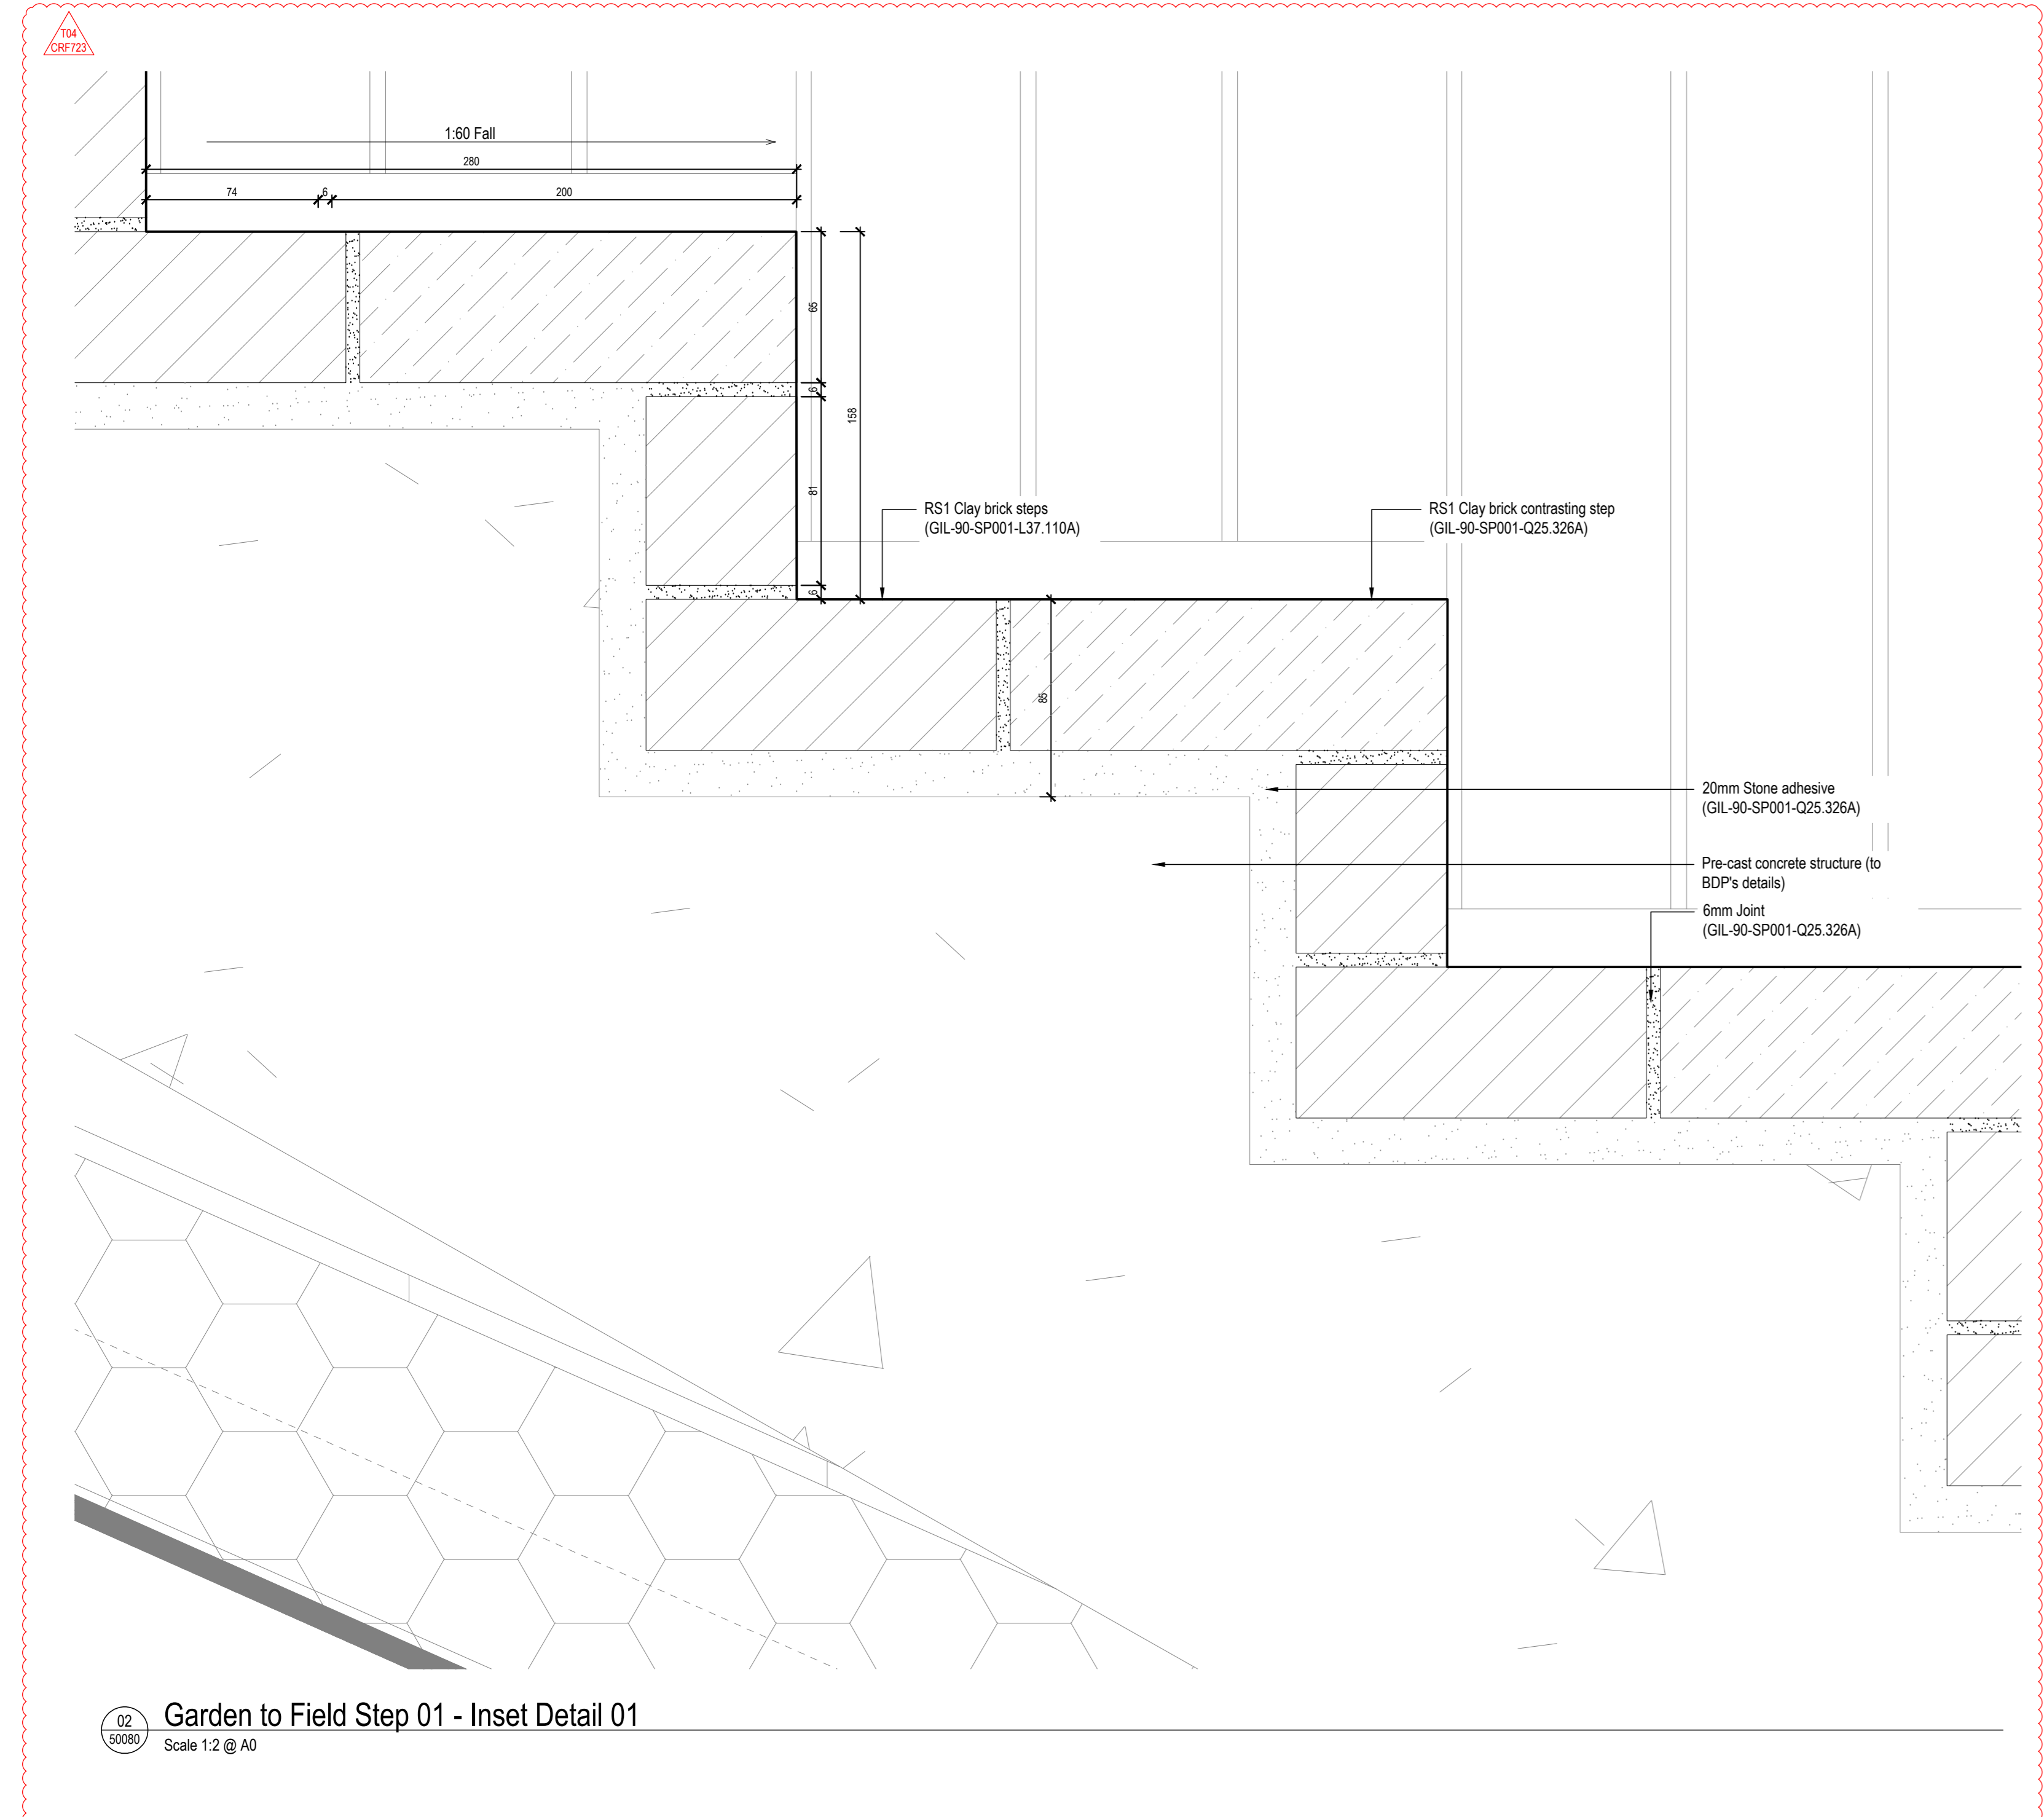 T04
CRF723
1:60 Fall
280
74
6
200
65
6
158
81
6
RS1 Clay brick steps
(GIL-90-SP001-L37.110A)
RS1 Clay brick contrasting step
(GIL-90-SP001-Q25.326A)
85
20mm Stone adhesive
(GIL-90-SP001-Q25.326A)
Pre-cast concrete structure (to
BDP's details)
6mm Joint
(GIL-90-SP001-Q25.326A)
02
50080
Garden to Field Step 01 - Inset Detail 01
Scale 1:2 @ A0